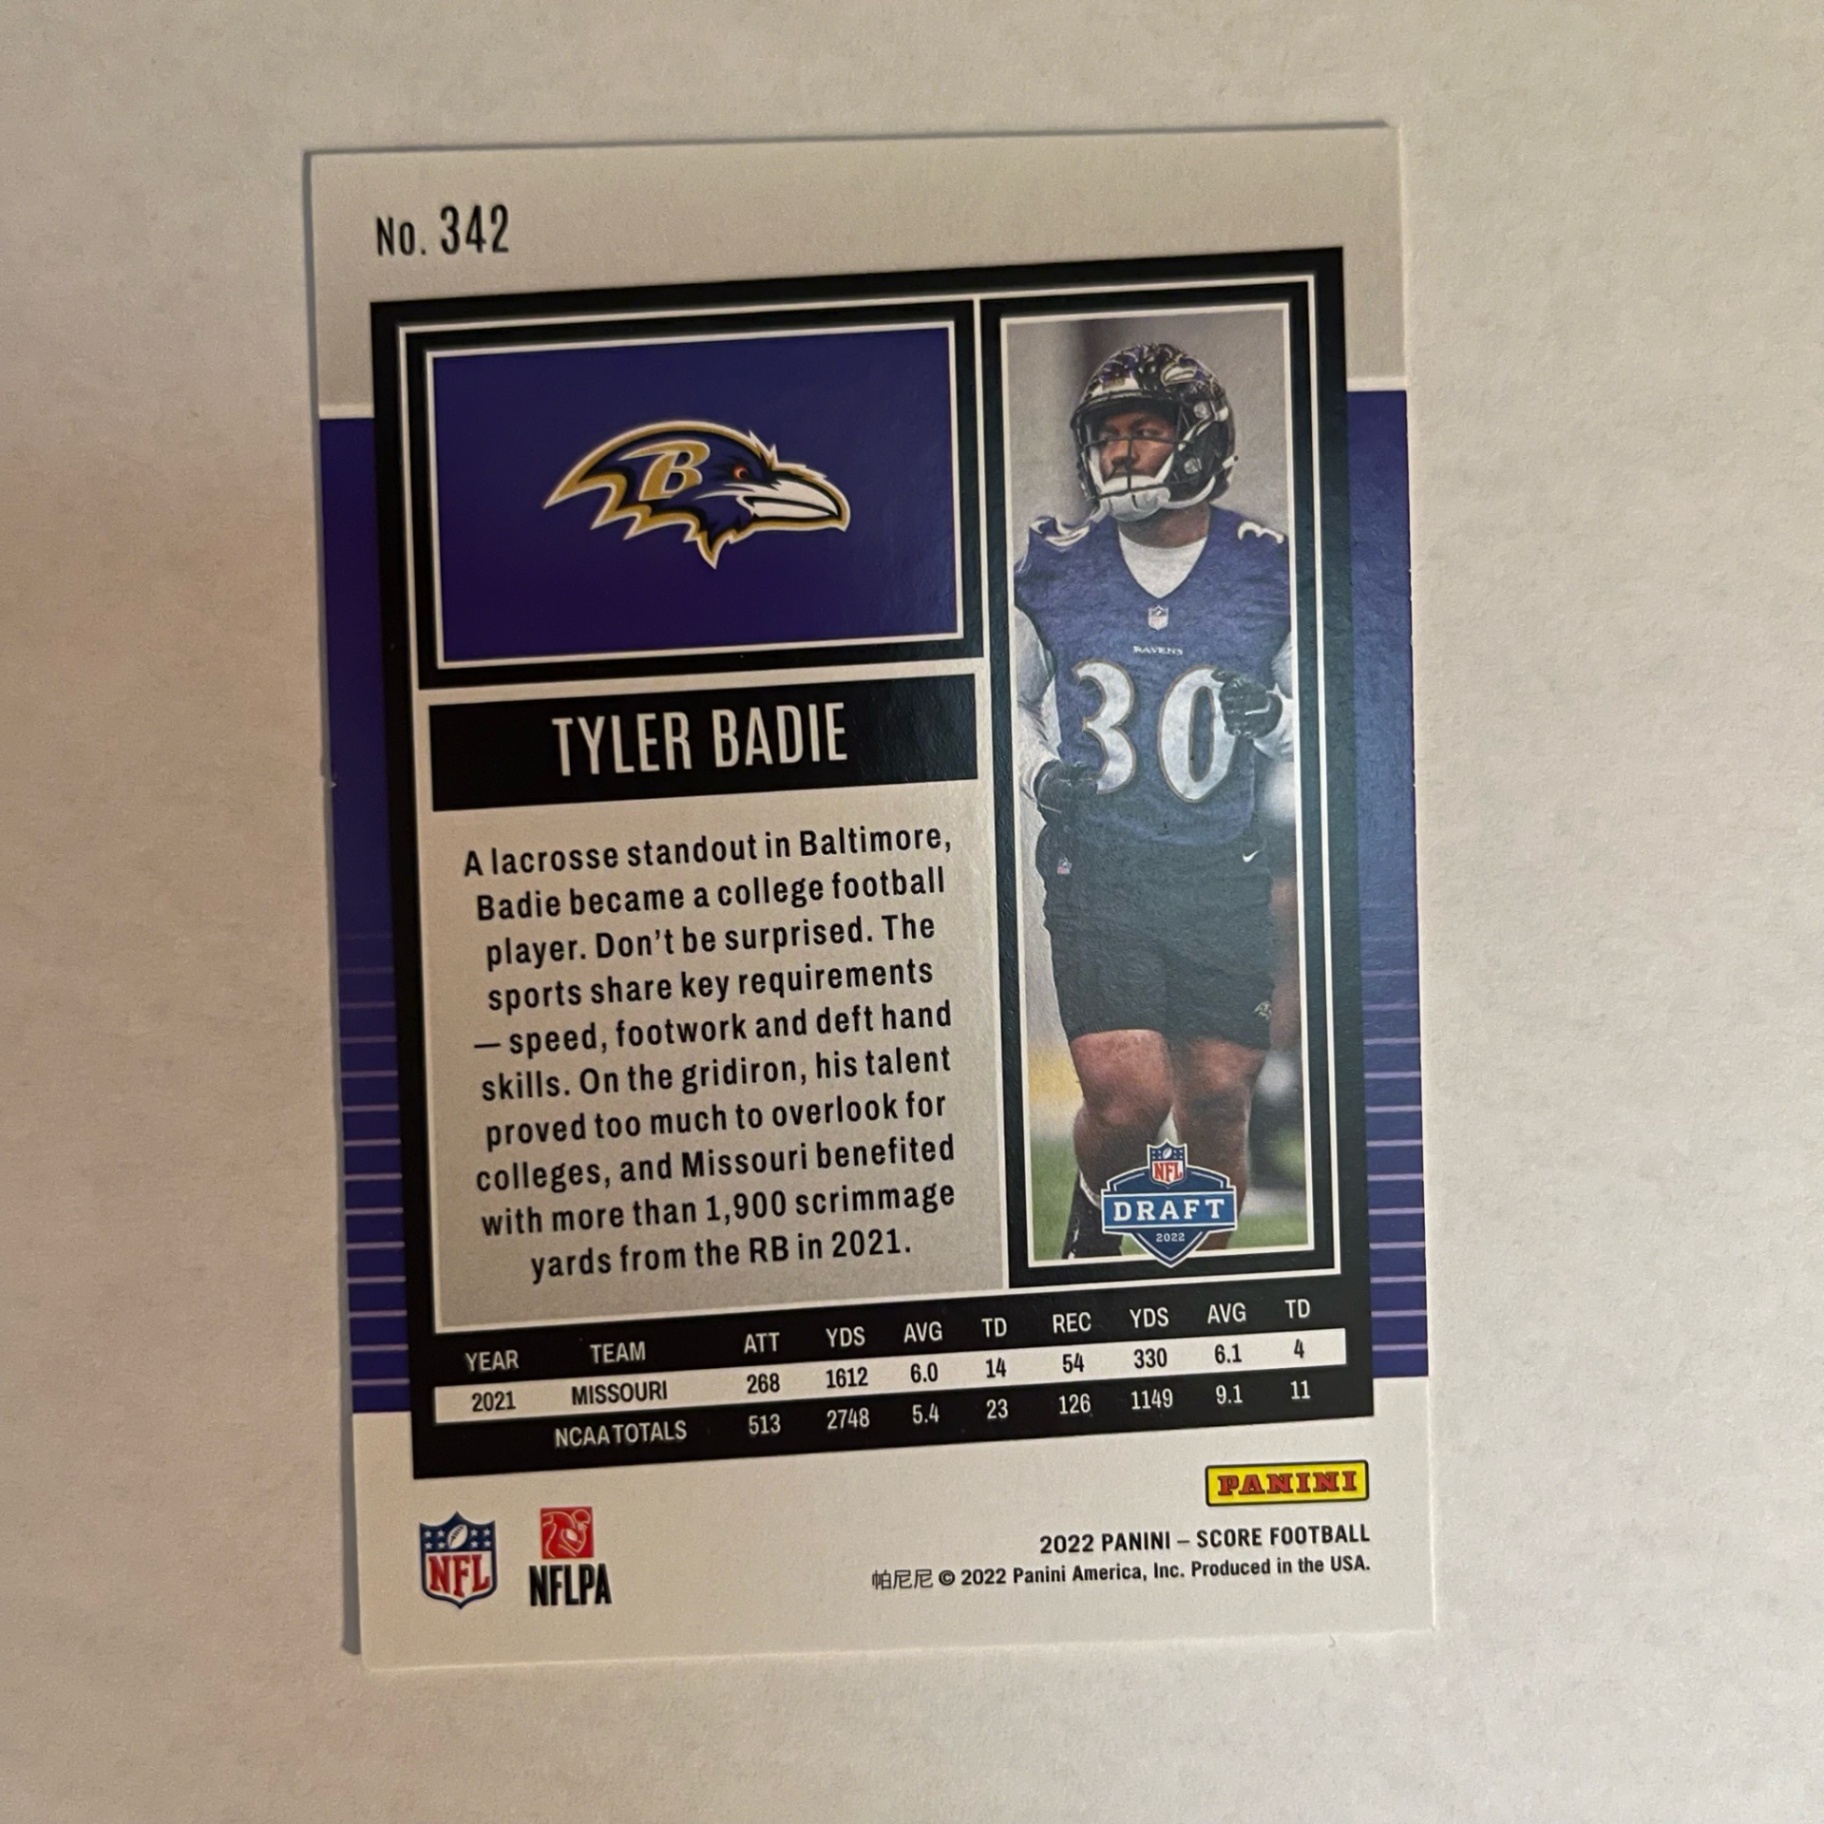 No. 342
B
TYLER BADIE
A lacrosse standout in Baltimore,
Badie became a college football
player. Don't be surprised. The
sports share key requirements
— speed, footwork and deft hand
skills. On the gridiron, his talent
proved too much to overlook for
colleges, and Missouri benefited
with more than 1,900 scrimmage
yards from the RB in 2021.
RAVENS
30
NFL
DRAFT
2022
YEAR TEAM ATT YDS AVG TD REC YDS AVG TD
2021 MISSOURI 268 1612 6.0 14 54 330 6.1 4
NCAA TOTALS 513 2748 5.4 23 126 1149 9.1 11
PANINI
NFL
NFLPA
2022 PANINI – SCORE FOOTBALL
帕尼尼 © 2022 Panini America, Inc. Produced in the USA.